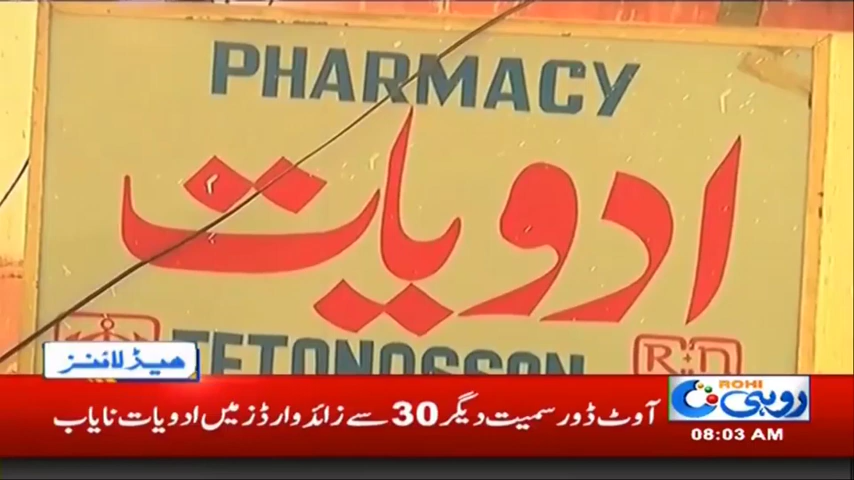 PHARMACY
ادویات
TETONOSSON
R+D
ہیڈلائنز
آوٹ ڈور سمیت دیگر 30 سے زائد وارڈز میں ادویات نایاب
ROHI
روہی
08:03 AM